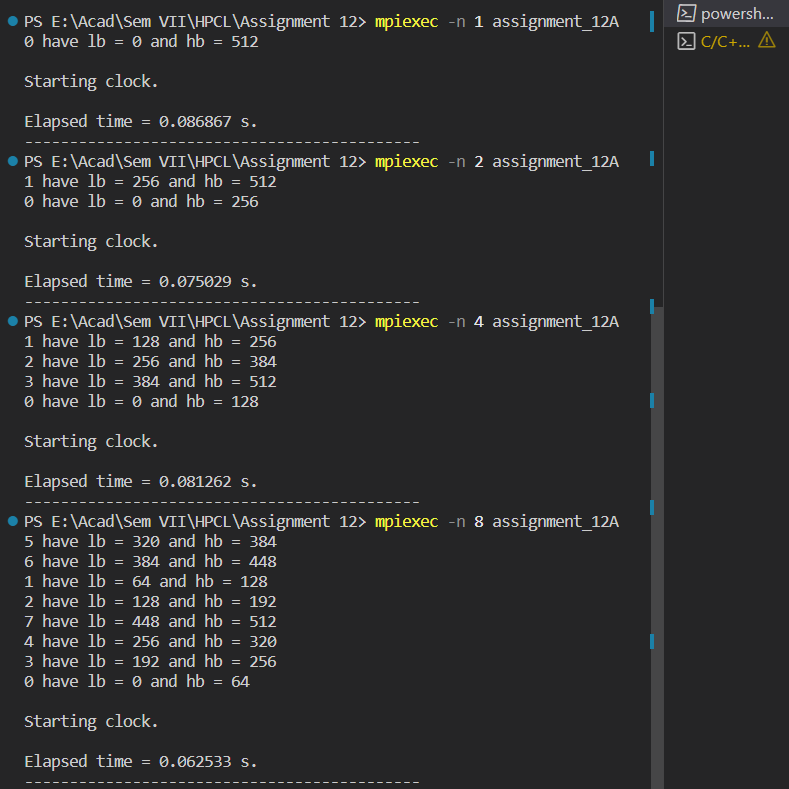 PS E:\Acad\Sem VII\HPCL\Assignment 12> mpiexec -n 1 assignment_12A
0 have lb = 0 and hb = 512
Starting clock.
Elapsed time = 0.086867 s.
--------------------------------------------
PS E:\Acad\Sem VII\HPCL\Assignment 12> mpiexec -n 2 assignment_12A
1 have lb = 256 and hb = 512
0 have lb = 0 and hb = 256
Starting clock.
Elapsed time = 0.075029 s.
--------------------------------------------
PS E:\Acad\Sem VII\HPCL\Assignment 12> mpiexec -n 4 assignment_12A
1 have lb = 128 and hb = 256
2 have lb = 256 and hb = 384
3 have lb = 384 and hb = 512
0 have lb = 0 and hb = 128
Starting clock.
Elapsed time = 0.081262 s.
--------------------------------------------
PS E:\Acad\Sem VII\HPCL\Assignment 12> mpiexec -n 8 assignment_12A
5 have lb = 320 and hb = 384
6 have lb = 384 and hb = 448
1 have lb = 64 and hb = 128
2 have lb = 128 and hb = 192
7 have lb = 448 and hb = 512
4 have lb = 256 and hb = 320
3 have lb = 192 and hb = 256
0 have lb = 0 and hb = 64
Starting clock.
Elapsed time = 0.062533 s.
--------------------------------------------
powersh...
C/C+...